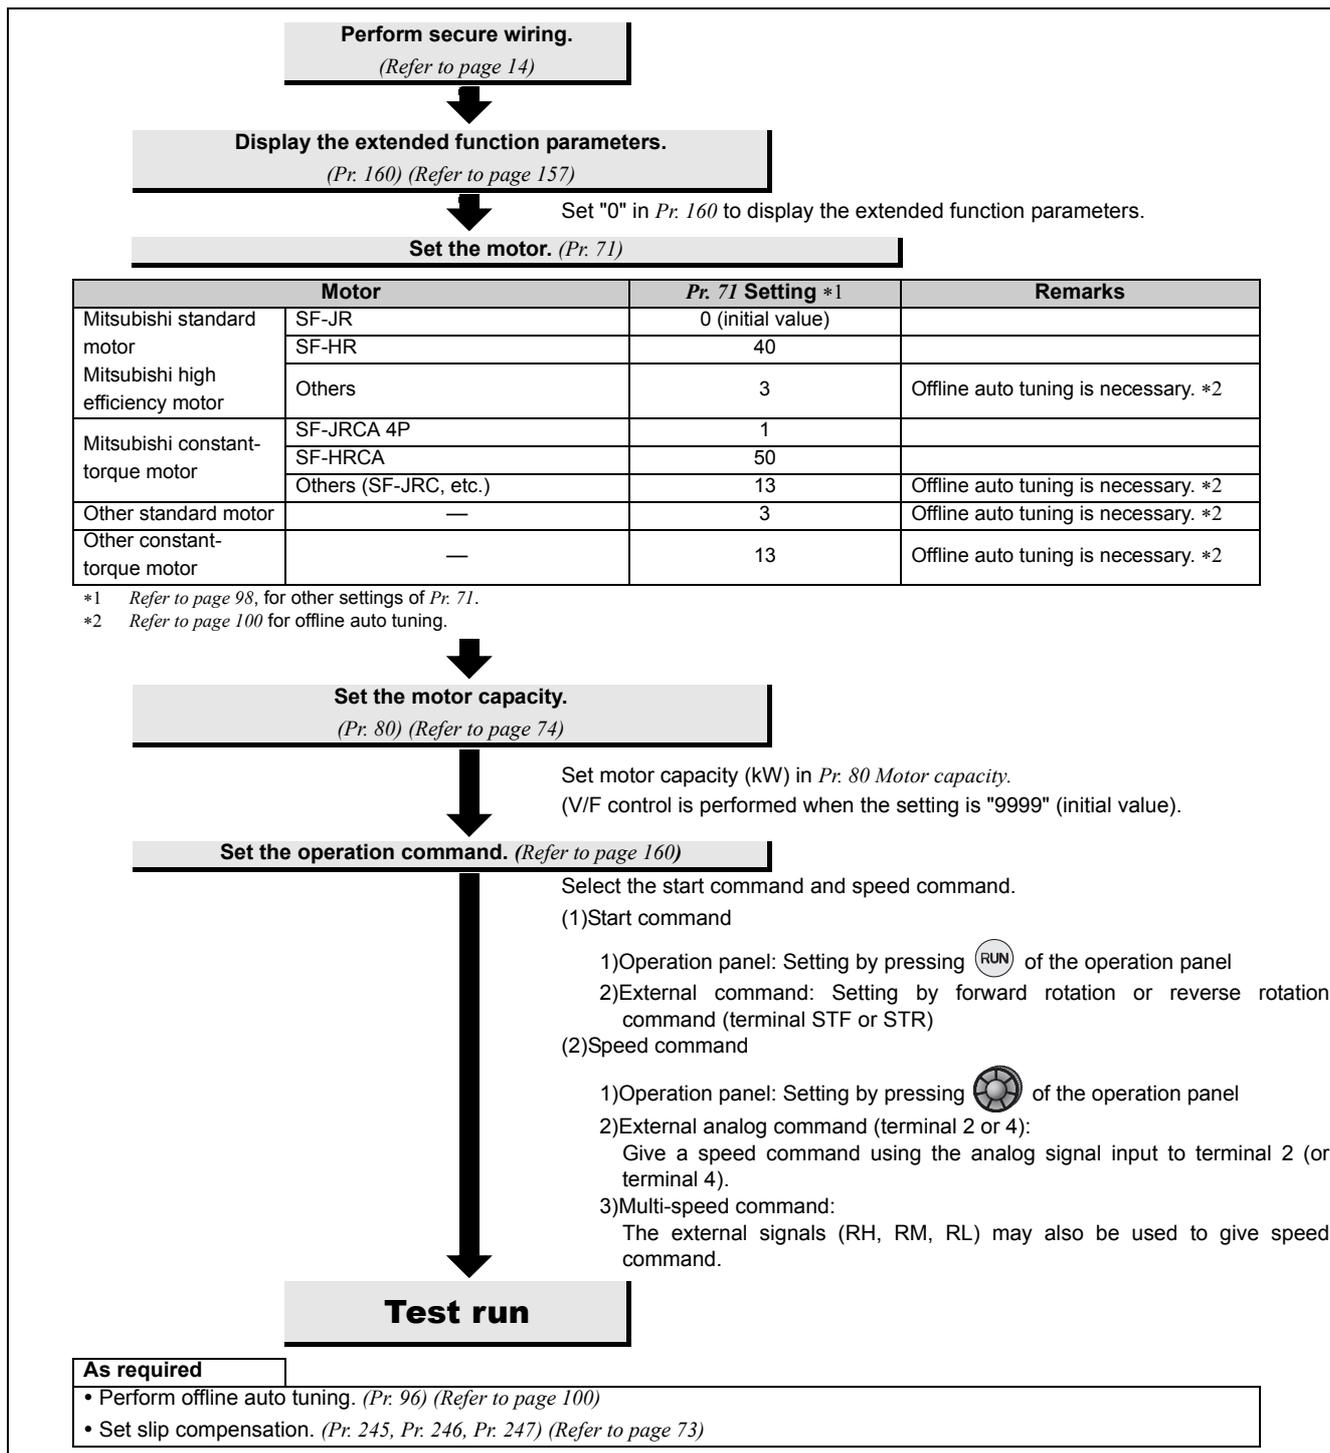 Perform secure wiring.
(Refer to page 14)
Display the extended function parameters.
(Pr. 160) (Refer to page 157)
Set "0" in Pr. 160 to display the extended function parameters.
Set the motor. (Pr. 71)
Motor Pr. 71 Setting *1 Remarks
Mitsubishi standard motor Mitsubishi high efficiency motor SF-JR 0 (initial value)
SF-HR 40
Others 3 Offline auto tuning is necessary. *2
Mitsubishi constant-torque motor SF-JRCA 4P 1
SF-HRCA 50
Others (SF-JRC, etc.) 13 Offline auto tuning is necessary. *2
Other standard motor — 3 Offline auto tuning is necessary. *2
Other constant-torque motor — 13 Offline auto tuning is necessary. *2
*1 Refer to page 98, for other settings of Pr. 71.
*2 Refer to page 100 for offline auto tuning.
Set the motor capacity.
(Pr. 80) (Refer to page 74)
Set motor capacity (kW) in Pr. 80 Motor capacity.
(V/F control is performed when the setting is "9999" (initial value).
Set the operation command. (Refer to page 160)
Select the start command and speed command.
(1)Start command
1)Operation panel: Setting by pressing RUN of the operation panel
2)External command: Setting by forward rotation or reverse rotation
command (terminal STF or STR)
(2)Speed command
1)Operation panel: Setting by pressing of the operation panel
2)External analog command (terminal 2 or 4):
Give a speed command using the analog signal input to terminal 2 (or
terminal 4).
3)Multi-speed command:
The external signals (RH, RM, RL) may also be used to give speed
command.
Test run
As required
• Perform offline auto tuning. (Pr. 96) (Refer to page 100)
• Set slip compensation. (Pr. 245, Pr. 246, Pr. 247) (Refer to page 73)